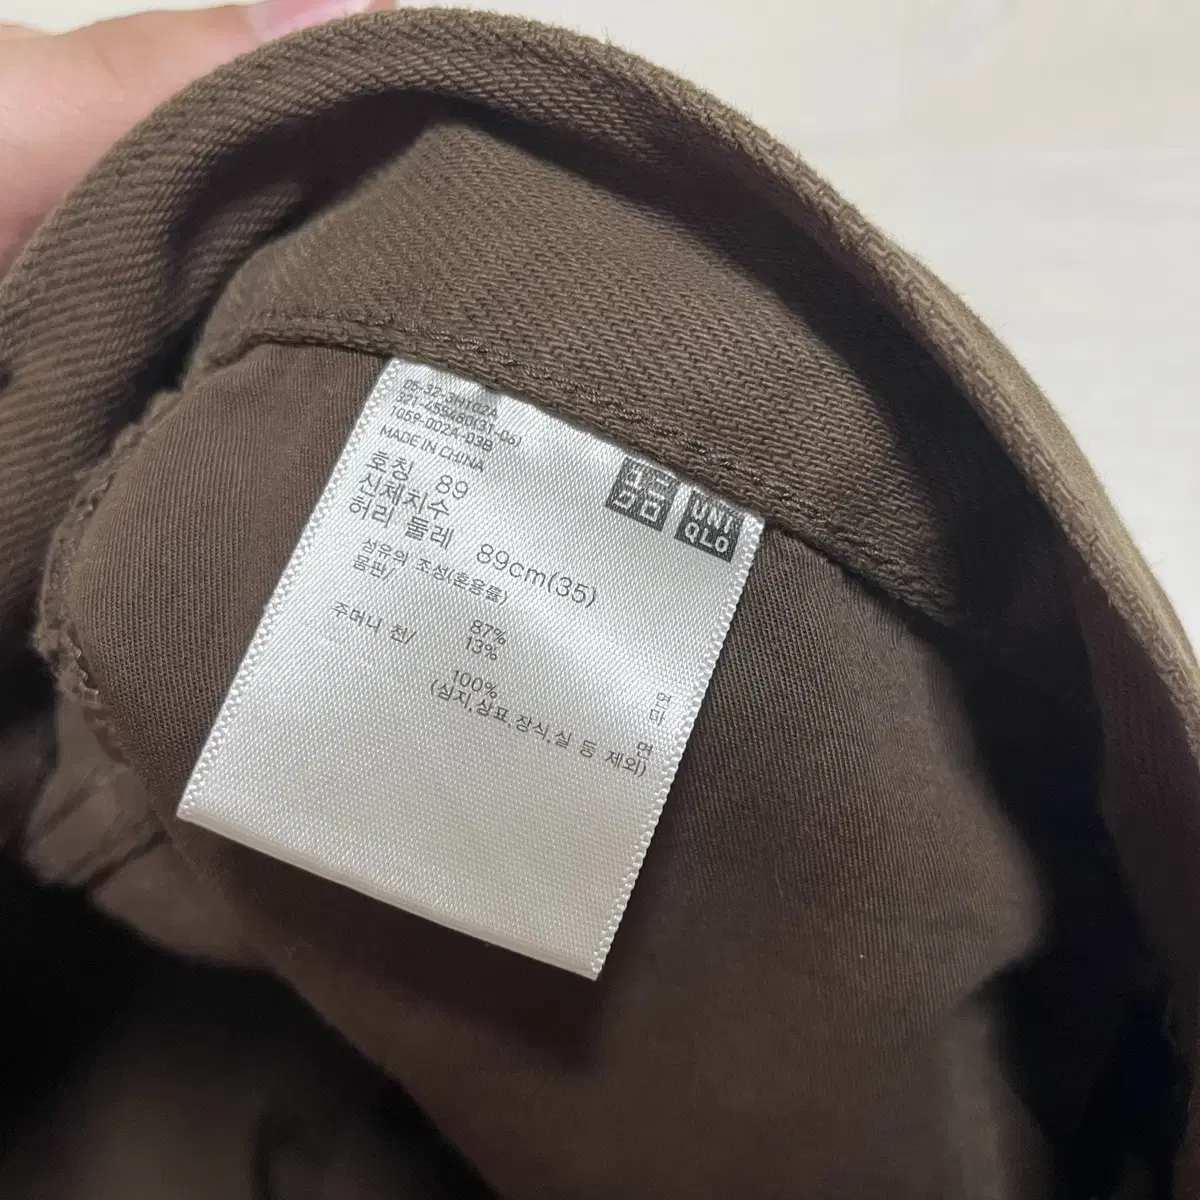 05-32-3N102A
321-459480(31-06)
1059-002A-03B
MADE IN CHINA
호칭 89
신체치수
허리 둘레 89cm(35)
섬유의 조성(혼용률)
몸판/
87% 면
13% 마
주머니 천/
100% 면
(심지,상표,장식,실 등 제외)
ユニ
クロ
UNI
QLO